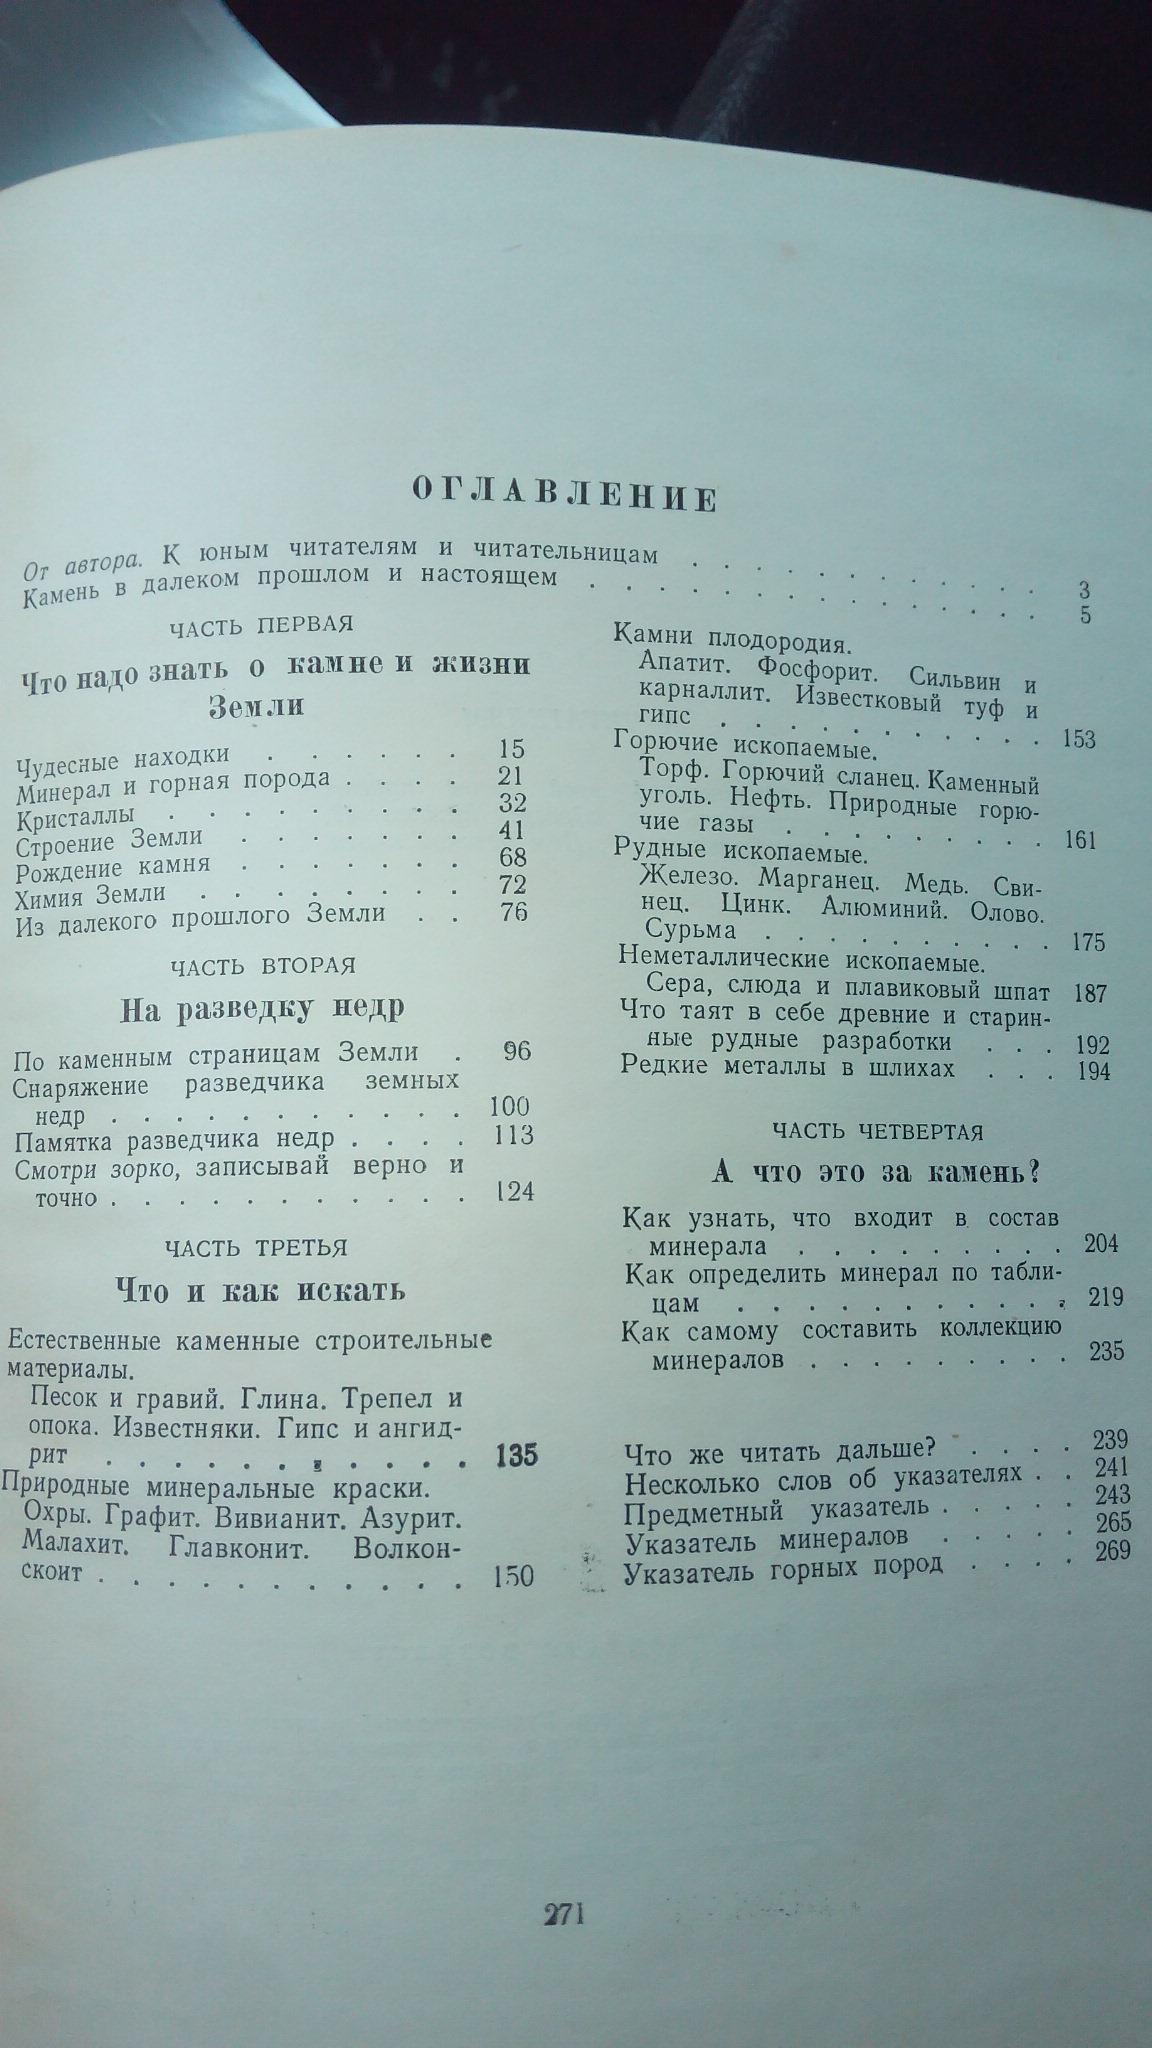 ОГЛАВЛЕНИЕ
От автора. К юным читателям и читательницам . . . . . . . . . . . 3
Камень в далеком прошлом и настоящем . . . . . . . . . . . . . . 5
ЧАСТЬ ПЕРВАЯ
Что надо знать о камне и жизни
Земли
Чудесные находки . . . . . . 15
Минерал и горная порода . . . . 21
Кристаллы . . . . . . . . . 32
Строение Земли . . . . . . . 41
Рождение камня . . . . . . . 68
Химия Земли . . . . . . . . 72
Из далекого прошлого Земли . . 76
ЧАСТЬ ВТОРАЯ
На разведку недр
По каменным страницам Земли . 96
Снаряжение разведчика земных
недр . . . . . . . . . . . 100
Памятка разведчика недр . . . . 113
Смотри зорко, записывай верно и
точно . . . . . . . . . . . 124
ЧАСТЬ ТРЕТЬЯ
Что и как искать
Естественные каменные строительные
материалы.
Песок и гравий. Глина. Трепел и
опока. Известняки. Гипс и ангид-
рит . . . . . . . . . . . 135
Природные минеральные краски.
Охры. Графит. Вивианит. Азурит.
Малахит. Главконит. Волкон-
скоит . . . . . . . . . . . 150
Камни плодородия.
Апатит. Фосфорит. Сильвин и
карналлит. Известковый туф и
гипс . . . . . . . . . . 153
Горючие ископаемые.
Торф. Горючий сланец. Каменный
уголь. Нефть. Природные горю-
чие газы . . . . . . . . 161
Рудные ископаемые.
Железо. Марганец. Медь. Сви-
нец. Цинк. Алюминий. Олово.
Сурьма . . . . . . . . . . 175
Неметаллические ископаемые.
Сера, слюда и плавиковый шпат 187
Что таят в себе древние и старин-
ные рудные разработки . . . 192
Редкие металлы в шлихах . . . 194
ЧАСТЬ ЧЕТВЕРТАЯ
А что это за камень?
Как узнать, что входит в состав
минерала . . . . . . . . . 204
Как определить минерал по табли-
цам . . . . . . . . . . . 219
Как самому составить коллекцию
минералов . . . . . . . . . 235
Что же читать дальше? . . . . 239
Несколько слов об указателях . . 241
Предметный указатель . . . . . 243
Указатель минералов . . . . . 265
Указатель горных пород . . . . 269
271